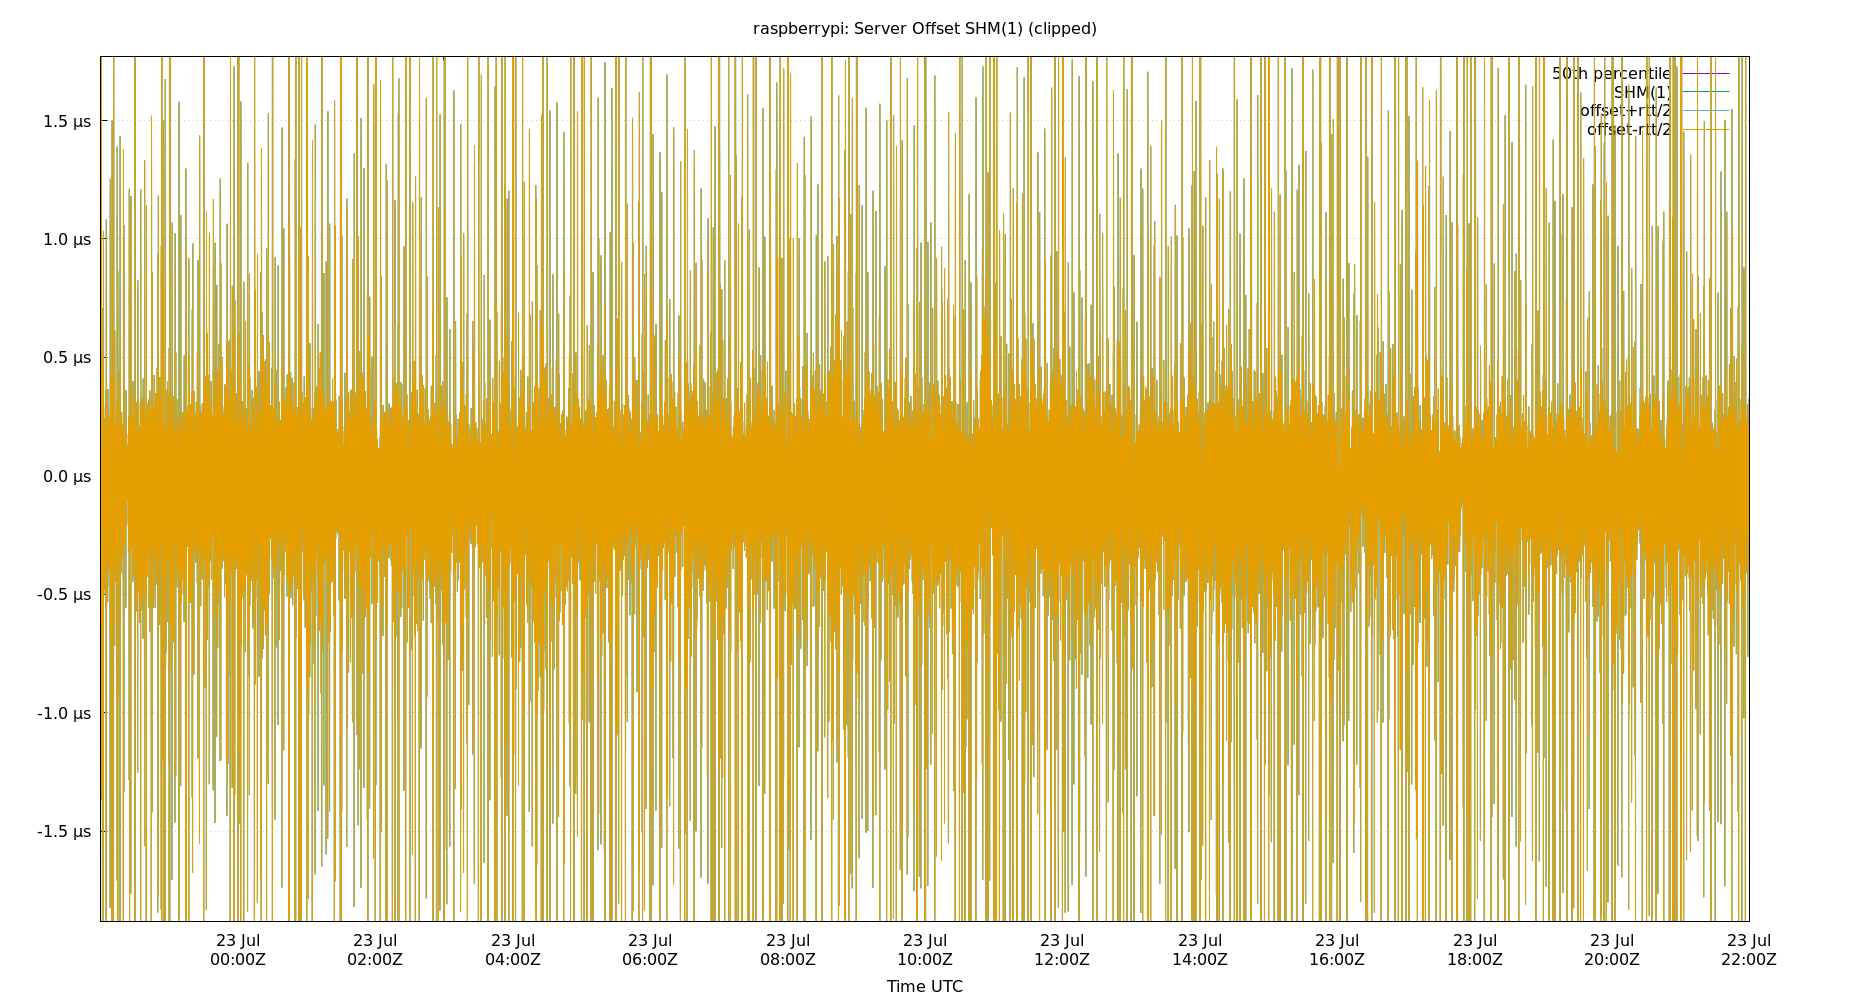 raspberrypi: Server Offset SHM(1) (clipped)
50th percentile
SHM(1)
offset+rtt/2
offset-rtt/2
1.5 µs
1.0 µs
0.5 µs
0.0 µs
-0.5 µs
-1.0 µs
-1.5 µs
23 Jul 23 Jul 23 Jul 23 Jul 23 Jul 23 Jul 23 Jul 23 Jul 23 Jul 23 Jul 23 Jul 23 Jul
00:00Z 02:00Z 04:00Z 06:00Z 08:00Z 10:00Z 12:00Z 14:00Z 16:00Z 18:00Z 20:00Z 22:00Z
Time UTC